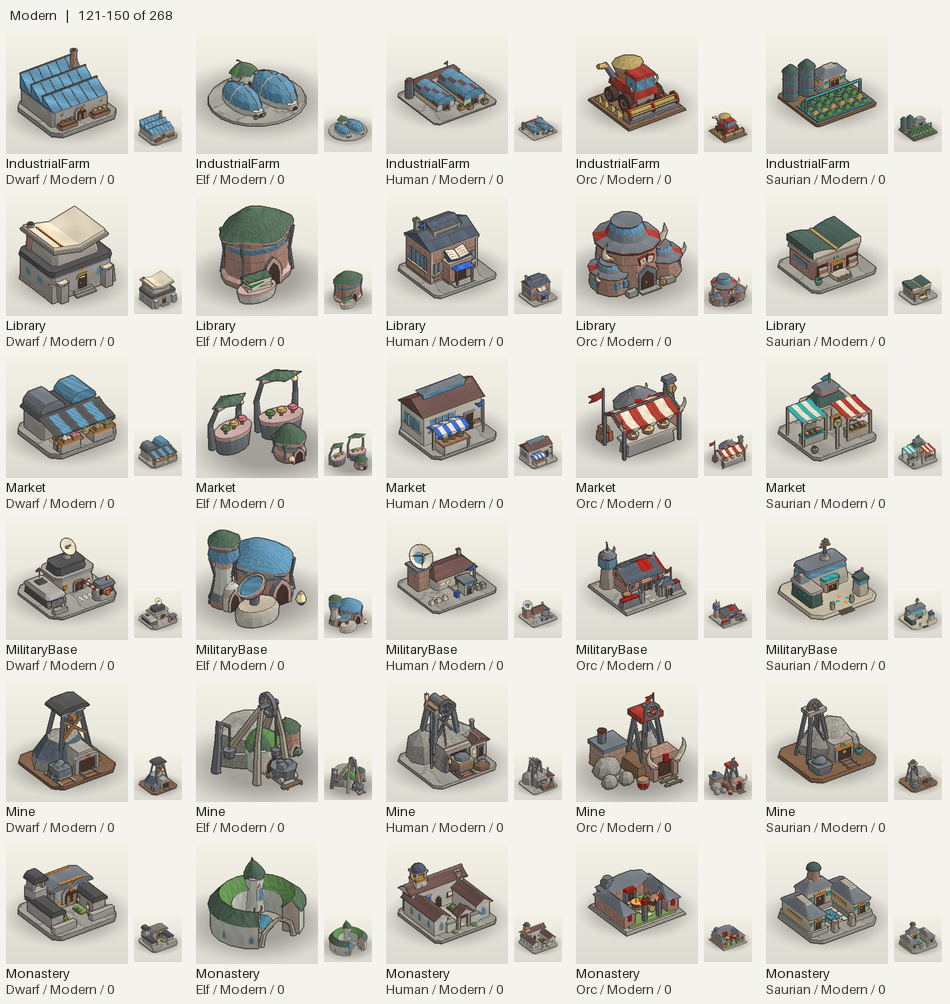 Modern | 121-150 of 268
IndustrialFarm
Dwarf / Modern / 0
IndustrialFarm
Elf / Modern / 0
IndustrialFarm
Human / Modern / 0
IndustrialFarm
Orc / Modern / 0
IndustrialFarm
Saurian / Modern / 0
Library
Dwarf / Modern / 0
Library
Elf / Modern / 0
Library
Human / Modern / 0
Library
Orc / Modern / 0
Library
Saurian / Modern / 0
Market
Dwarf / Modern / 0
Market
Elf / Modern / 0
Market
Human / Modern / 0
Market
Orc / Modern / 0
Market
Saurian / Modern / 0
MilitaryBase
Dwarf / Modern / 0
MilitaryBase
Elf / Modern / 0
MilitaryBase
Human / Modern / 0
MilitaryBase
Orc / Modern / 0
MilitaryBase
Saurian / Modern / 0
Mine
Dwarf / Modern / 0
Mine
Elf / Modern / 0
Mine
Human / Modern / 0
Mine
Orc / Modern / 0
Mine
Saurian / Modern / 0
Monastery
Dwarf / Modern / 0
Monastery
Elf / Modern / 0
Monastery
Human / Modern / 0
Monastery
Orc / Modern / 0
Monastery
Saurian / Modern / 0